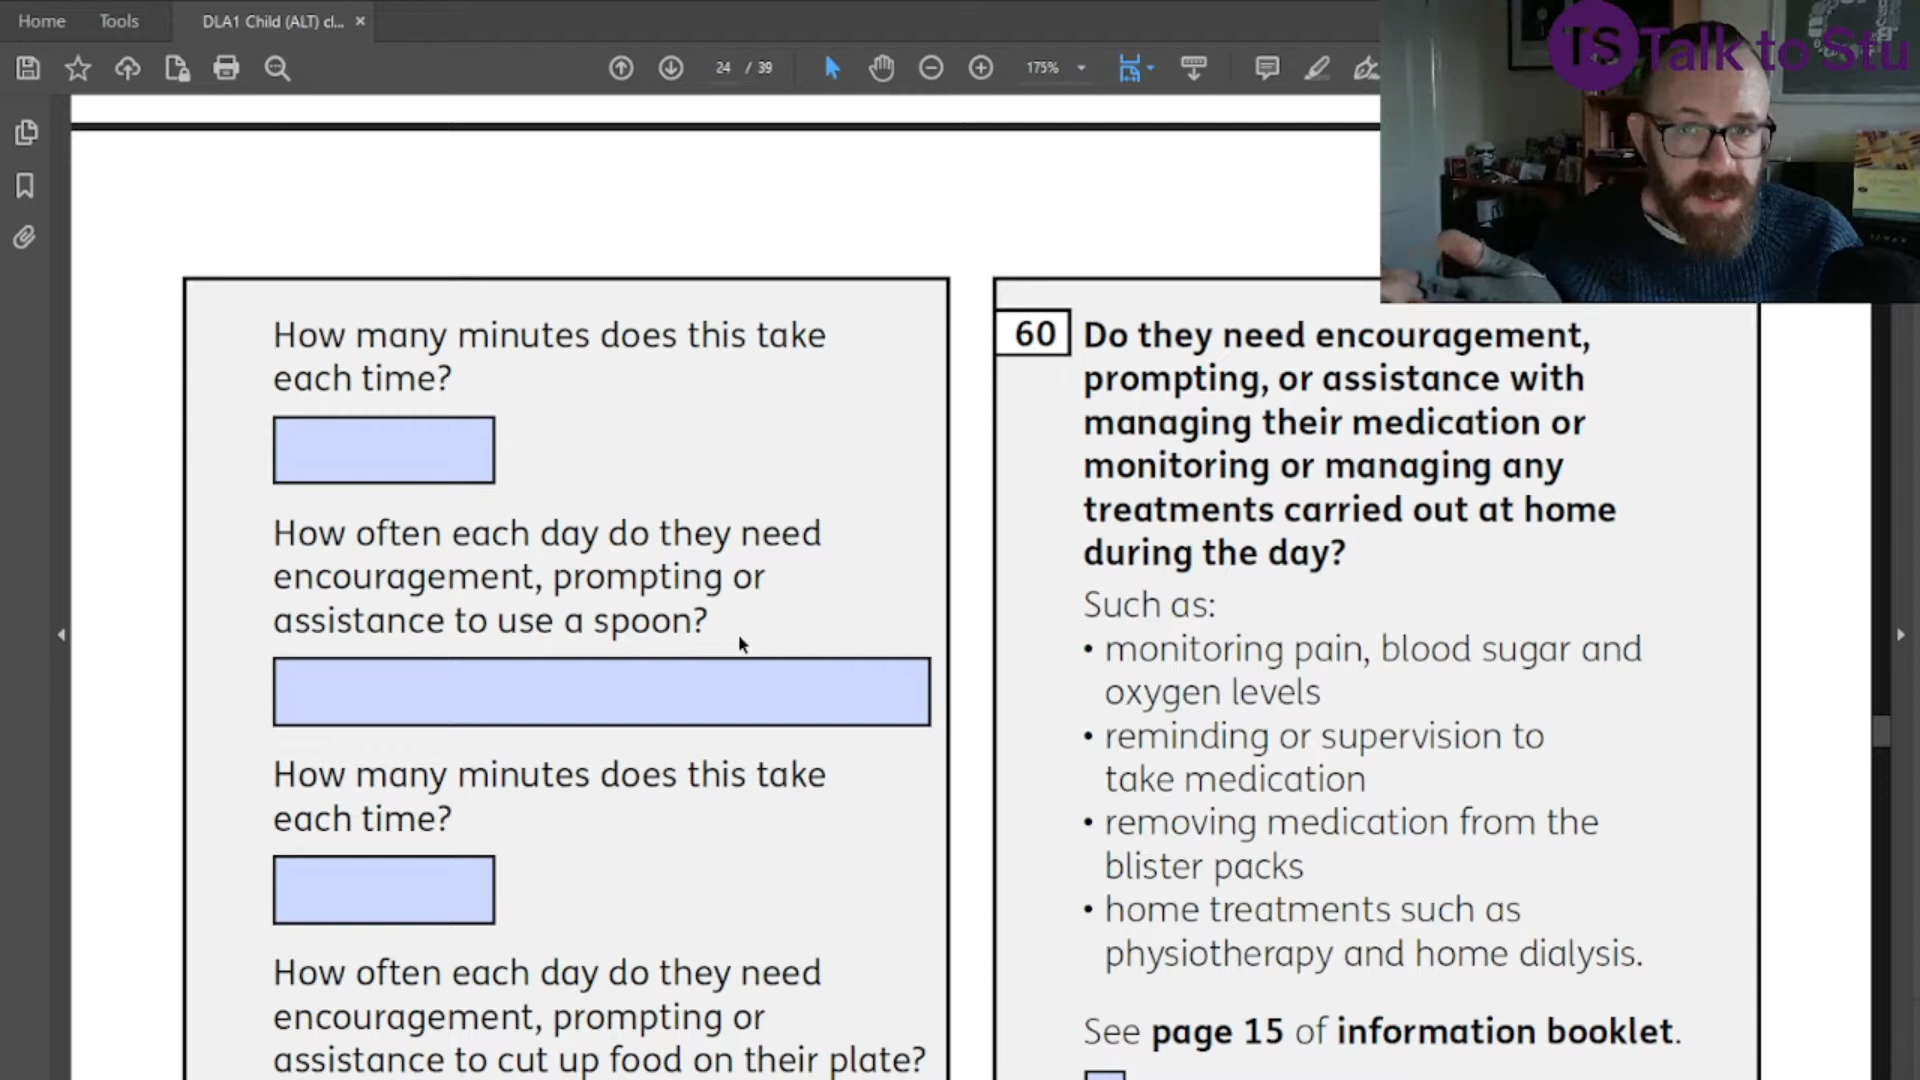 Home
Tools
DLA1 Child (ALT) cl...
24 / 39
175%
TS Talk to Stu
How many minutes does this take
each time?
How often each day do they need
encouragement, prompting or
assistance to use a spoon?
How many minutes does this take
each time?
How often each day do they need
encouragement, prompting or
assistance to cut up food on their plate?
60 Do they need encouragement,
prompting, or assistance with
managing their medication or
monitoring or managing any
treatments carried out at home
during the day?
Such as:
• monitoring pain, blood sugar and
oxygen levels
• reminding or supervision to
take medication
• removing medication from the
blister packs
• home treatments such as
physiotherapy and home dialysis.
See page 15 of information booklet.